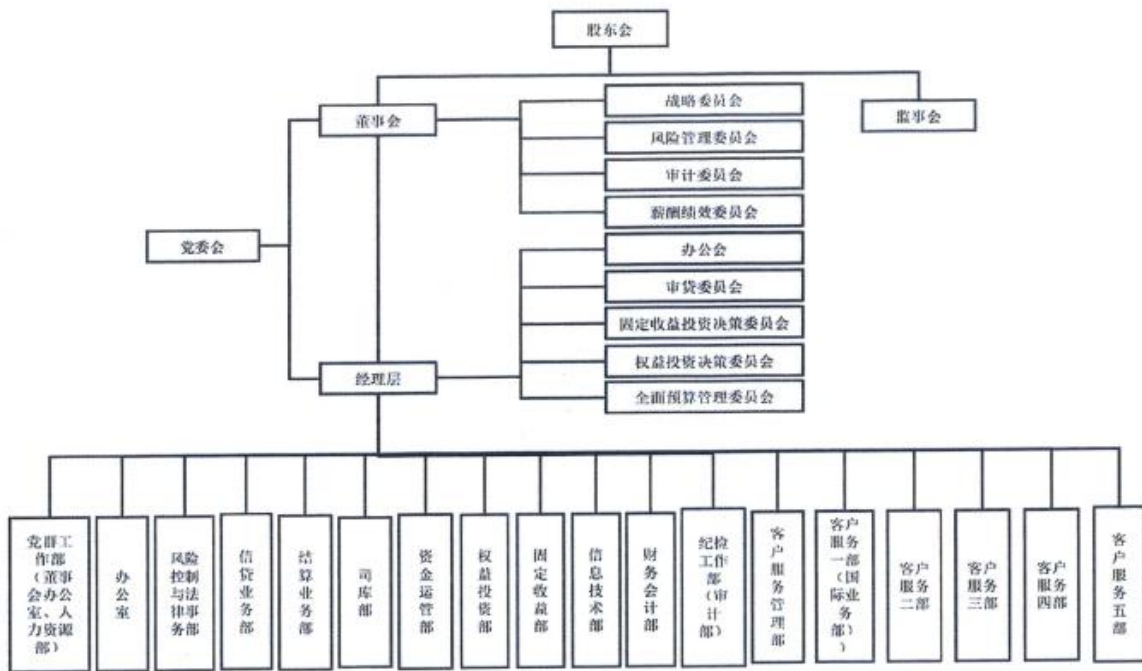 股东会
董事会
监事会
战略委员会
风险管理委员会
审计委员会
薪酬绩效委员会
党委会
办公会
审贷委员会
固定收益投资决策委员会
权益投资决策委员会
全面预算管理委员会
经理层
党群工
作部
（董事
会办公
室、人
力资源
部）
办公室
风险
控制
与法
律事
务部
信贷业务部
结算业务部
司库部
资金运管部
权益投资部
固定收益部
信息技术部
财务会计部
纪检
工作
部（审计
部）
客户服务管理部
客户
服务
一部
（国
际业
务部）
客户
服务
二部
客户
服务
三部
客户
服务
四部
客户服务五部